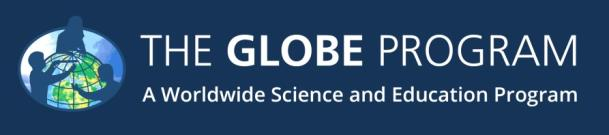 THE GLOBE PROGRAM
A Worldwide Science and Education Program